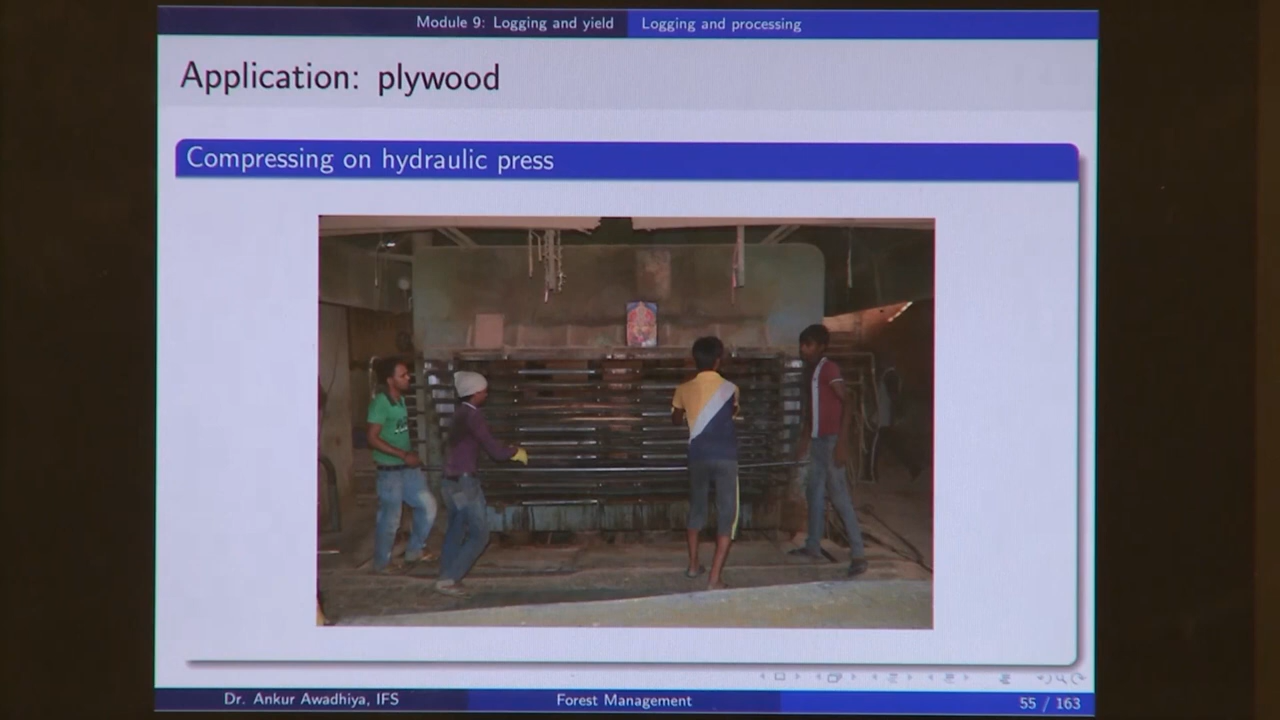 Module 9: Logging and yield Logging and processing
Application: plywood
Compressing on hydraulic press
Dr. Ankur Awadhiya, IFS Forest Management 55 / 163